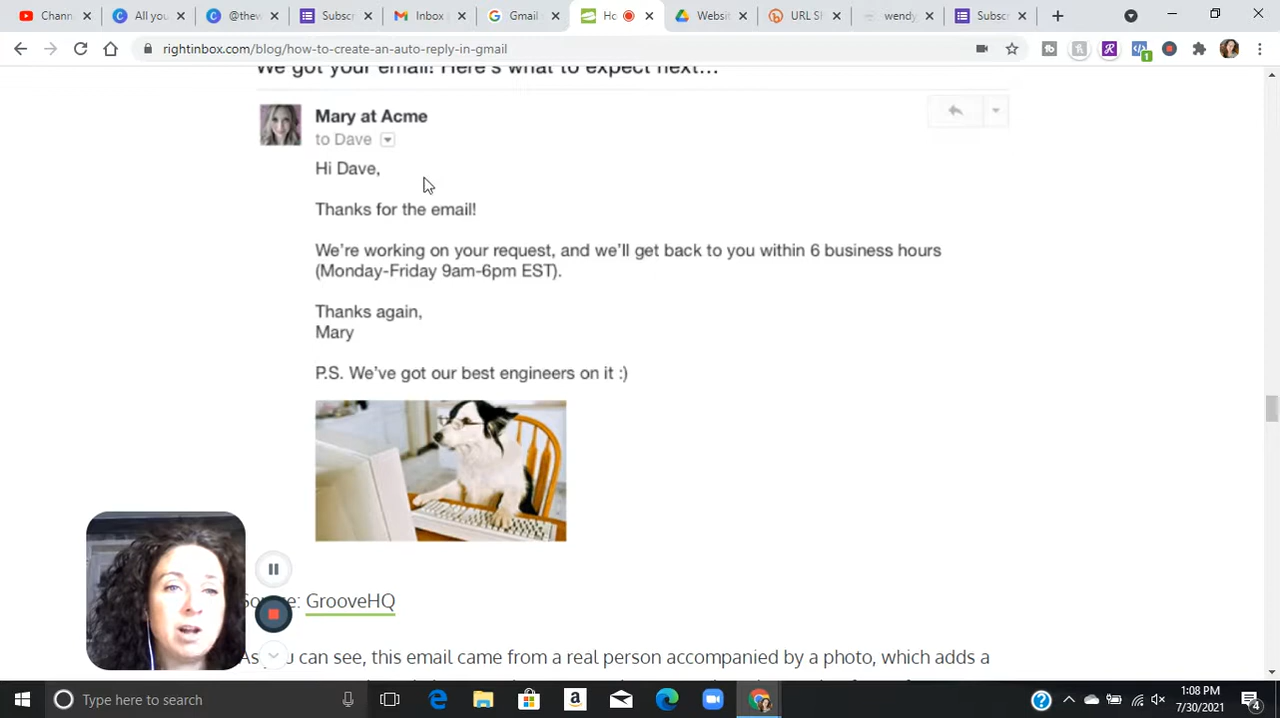 Chann
All you
@the
Subscr
Inbox
Gmail
Ho
Websit
URL S
wendy
Subsc
rightinbox.com/blog/how-to-create-an-auto-reply-in-gmail
1
We got your email! Here's what to expect next...
Mary at Acme
to Dave
Hi Dave,
Thanks for the email!
We're working on your request, and we'll get back to you within 6 business hours
(Monday-Friday 9am-6pm EST).
Thanks again,
Mary
P.S. We've got our best engineers on it :)
GrooveHQ
can see, this email came from a real person accompanied by a photo, which adds a
Type here to search
1:08 PM
7/30/2021
4